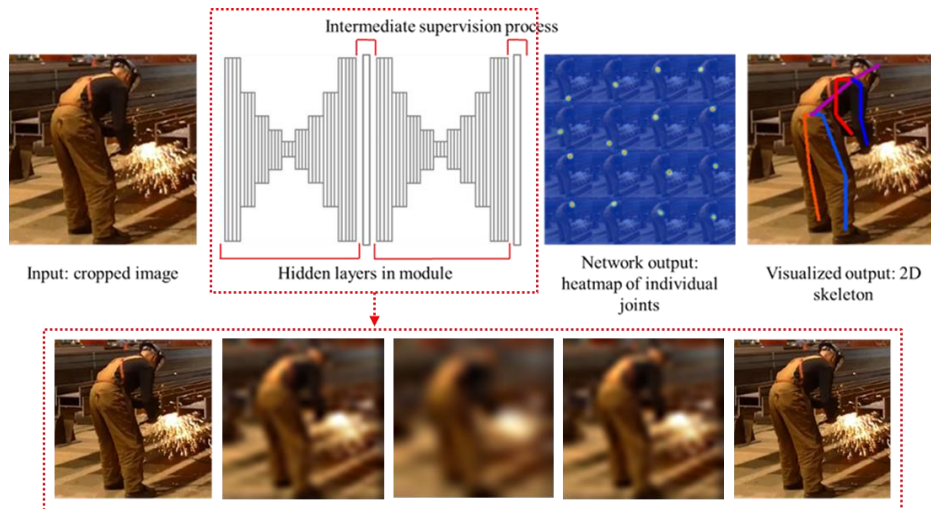 Intermediate supervision process
Input: cropped image
Hidden layers in module
Network output:
heatmap of individual
joints
Visualized output: 2D
skeleton